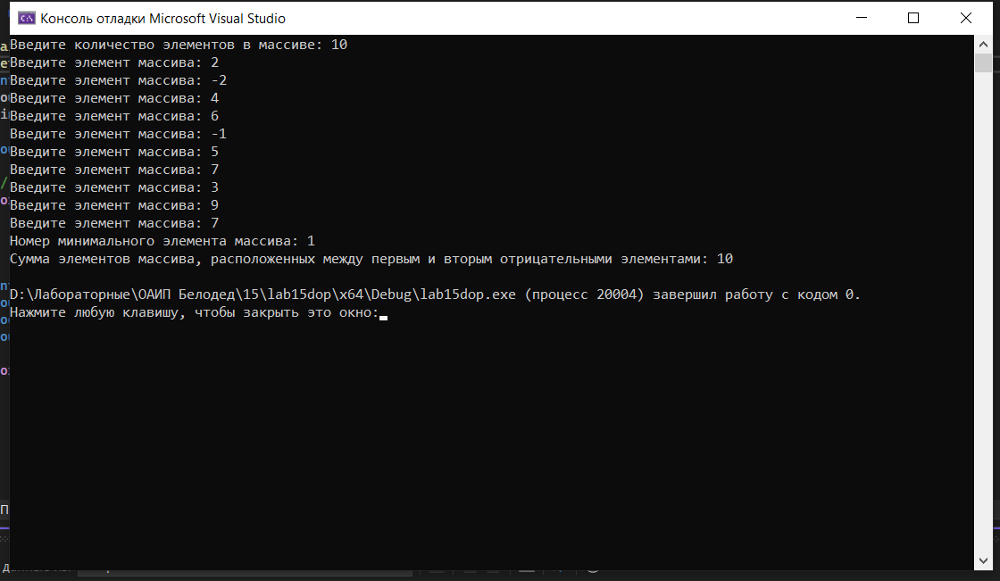 Консоль отладки Microsoft Visual Studio
Введите количество элементов в массиве: 10
Введите элемент массива: 2
Введите элемент массива: -2
Введите элемент массива: 4
Введите элемент массива: 6
Введите элемент массива: -1
Введите элемент массива: 5
Введите элемент массива: 7
Введите элемент массива: 3
Введите элемент массива: 9
Введите элемент массива: 7
Номер минимального элемента массива: 1
Сумма элементов массива, расположенных между первым и вторым отрицательными элементами: 10
D:\Лабораторные\ОАИП Белодед\15\lab15dop\x64\Debug\lab15dop.exe (процесс 20004) завершил работу с кодом 0.
Нажмите любую клавишу, чтобы закрыть это окно: